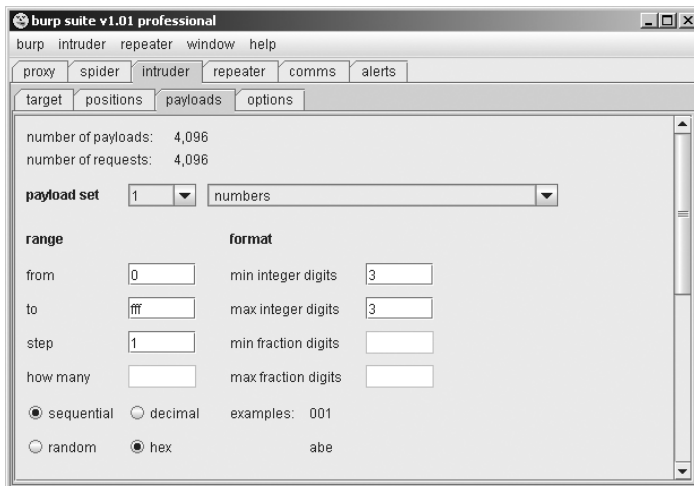 burp suite v1.01 professional
burp intruder repeater window help
proxy spider intruder repeater comms alerts
target positions payloads options
number of payloads: 4,096
number of requests: 4,096
payload set 1 numbers
range format
from 0 min integer digits 3
to fff max integer digits 3
step 1 min fraction digits
how many max fraction digits
sequential decimal examples: 001
random hex abe